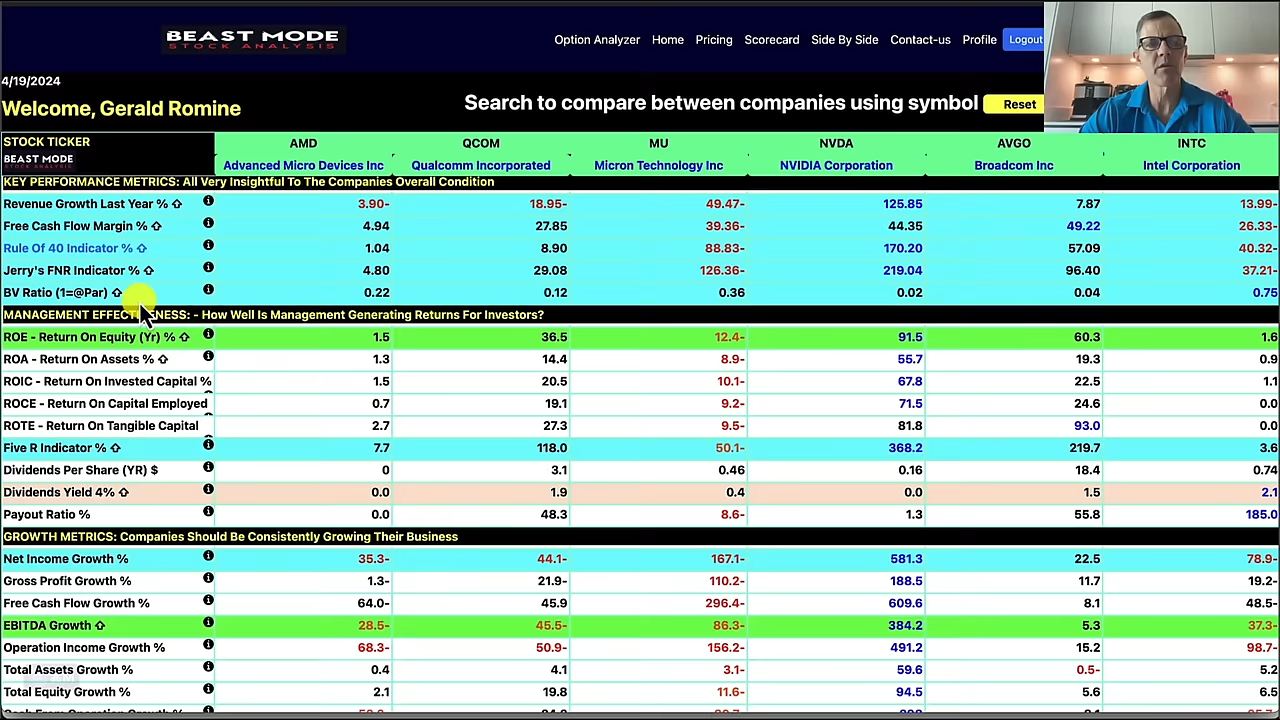 BEAST MODE
STOCK ANALYSIS
Option Analyzer Home Pricing Scorecard Side By Side Contact-us Profile Logout
4/19/2024
Welcome, Gerald Romine
Search to compare between companies using symbol Reset
STOCK TICKER AMD QCOM MU NVDA AVGO INTC
BEAST MODE
STOCK ANALYSIS
Advanced Micro Devices Inc Qualcomm Incorporated Micron Technology Inc NVIDIA Corporation Broadcom Inc Intel Corporation
KEY PERFORMANCE METRICS: All Very Insightful To The Companies Overall Condition
Revenue Growth Last Year % 3.90- 18.95- 49.47- 125.85 7.87 13.99-
Free Cash Flow Margin % 4.94 27.85 39.36- 44.35 49.22 26.33-
Rule Of 40 Indicator % 1.04 8.90 88.83- 170.20 57.09 40.32-
Jerry's FNR Indicator % 4.80 29.08 126.36- 219.04 96.40 37.21-
BV Ratio (1=@Par) 0.22 0.12 0.36 0.02 0.04 0.75
MANAGEMENT EFFECTIVENESS: - How Well Is Management Generating Returns For Investors?
ROE - Return On Equity (Yr) % 1.5 36.5 12.4- 91.5 60.3 1.6
ROA - Return On Assets % 1.3 14.4 8.9- 55.7 19.3 0.9
ROIC - Return On Invested Capital % 1.5 20.5 10.1- 67.8 22.5 1.1
ROCE - Return On Capital Employed 0.7 19.1 9.2- 71.5 24.6 0.0
ROTE - Return On Tangible Capital 2.7 27.3 9.5- 81.8 93.0 0.0
Five R Indicator % 7.7 118.0 50.1- 368.2 219.7 3.6
Dividends Per Share (YR) $ 0 3.1 0.46 0.16 18.4 0.74
Dividends Yield 4% 0.0 1.9 0.4 0.0 1.5 2.1
Payout Ratio % 0.0 48.3 8.6- 1.3 55.8 185.0
GROWTH METRICS: Companies Should Be Consistently Growing Their Business
Net Income Growth % 35.3- 44.1- 167.1- 581.3 22.5 78.9-
Gross Profit Growth % 1.3- 21.9- 110.2- 188.5 11.7 19.2-
Free Cash Flow Growth % 64.0- 45.9 296.4- 609.6 8.1 48.5-
EBITDA Growth 28.5- 45.5- 86.3- 384.2 5.3 37.3-
Operation Income Growth % 68.3- 50.9- 156.2- 491.2 15.2 98.7-
Total Assets Growth % 0.4 4.1 3.1- 59.6 0.5- 5.2
Total Equity Growth % 2.1 19.8 11.6- 94.5 5.6 6.5